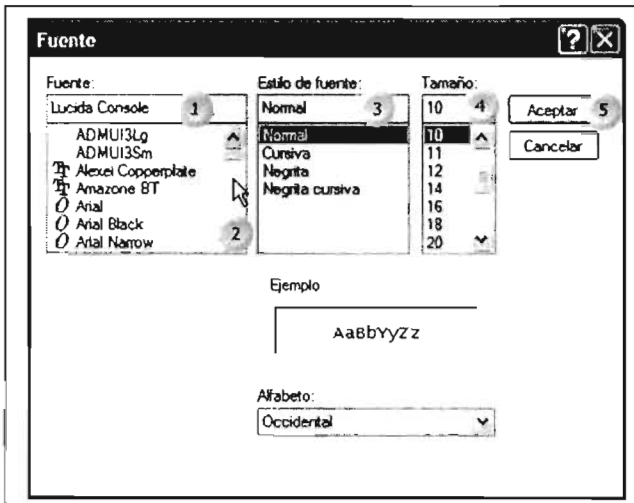 Fuente
Fuente:
Estilo de fuente:
Tamaño:
Lucida Console 1
Normal 3
10 4
Aceptar 5
ADMUI3Lg
ADMUI3Sm
Alexei Copperplate
Amazone BT
Arial
Arial Black
Arial Narrow
2
Normal
Cursiva
Negrita
Negrita cursiva
10
11
12
14
16
18
20
Cancelar
Ejemplo
AaBbYyZz
Alfabeto:
Occidental